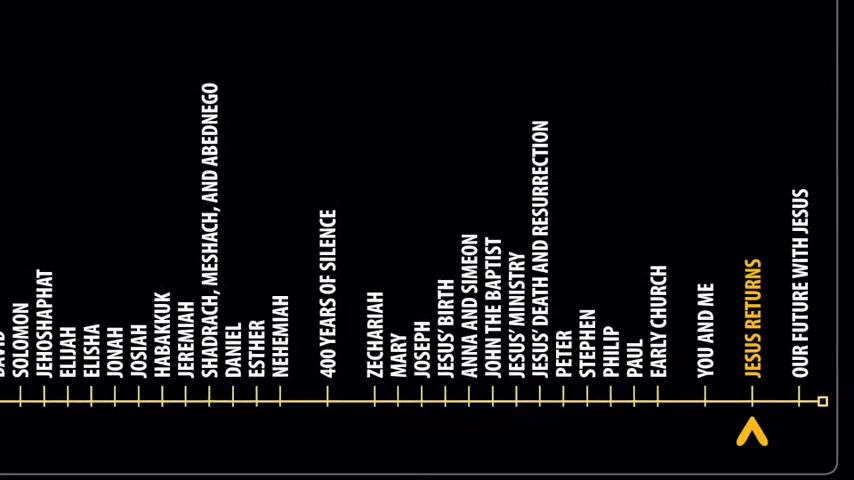 DAVID
SOLOMON
JEHOSHAPHAT
ELIJAH
ELISHA
JONAH
JOSIAH
HABAKKUK
JEREMIAH
SHADRACH, MESHACH, AND ABEDNEGO
DANIEL
ESTHER
NEHEMIAH
400 YEARS OF SILENCE
ZECHARIAH
MARY
JOSEPH
JESUS' BIRTH
ANNA AND SIMEON
JOHN THE BAPTIST
JESUS' MINISTRY
JESUS' DEATH AND RESURRECTION
PETER
STEPHEN
PHILIP
PAUL
EARLY CHURCH
YOU AND ME
JESUS RETURNS
OUR FUTURE WITH JESUS